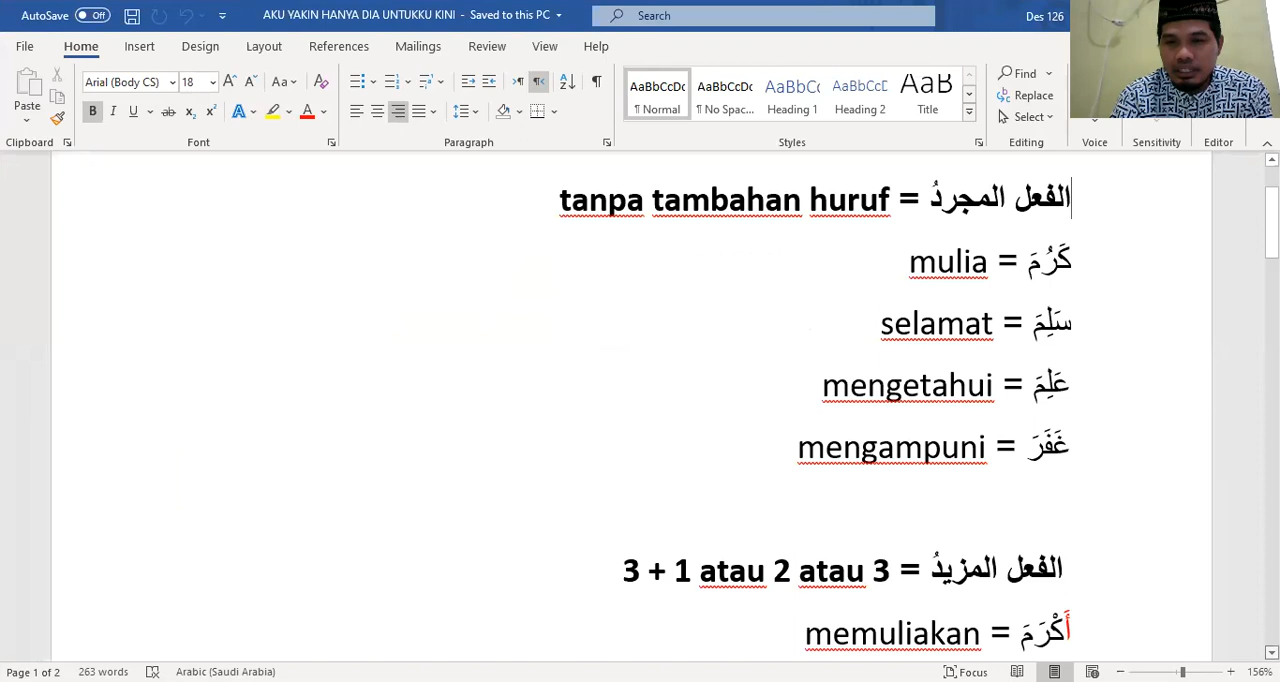 AutoSave Off AKU YAKIN HANYA DIA UNTUKKU KINI - Saved to this PC Search Des 126
File Home Insert Design Layout References Mailings Review View Help
Paste Arial (Body CS) 18 Aa AaBbCcDc AaBbCcDc AaBbCc AaBbCcD AaB Find Replace Select
Normal No Spac... Heading 1 Heading 2 Title
Clipboard Font Paragraph Styles Editing Voice Sensitivity Editor
الفعل المجردُ = tanpa tambahan huruf
كَرُمَ = mulia
سَلِمَ = selamat
عَلِمَ = mengetahui
غَفَرَ = mengampuni
الفعل المزيدُ = 3 + 1 atau 2 atau 3
أَكْرَمَ = memuliakan
Page 1 of 2 263 words Arabic (Saudi Arabia) Focus 156%